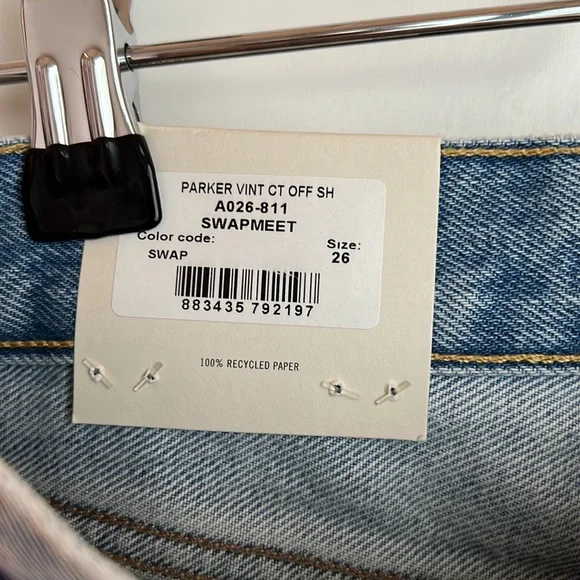 PARKER VINT CT OFF SH
A026-811
SWAPMEET
Color code: Size:
SWAP 26
883435 792197
100% RECYCLED PAPER